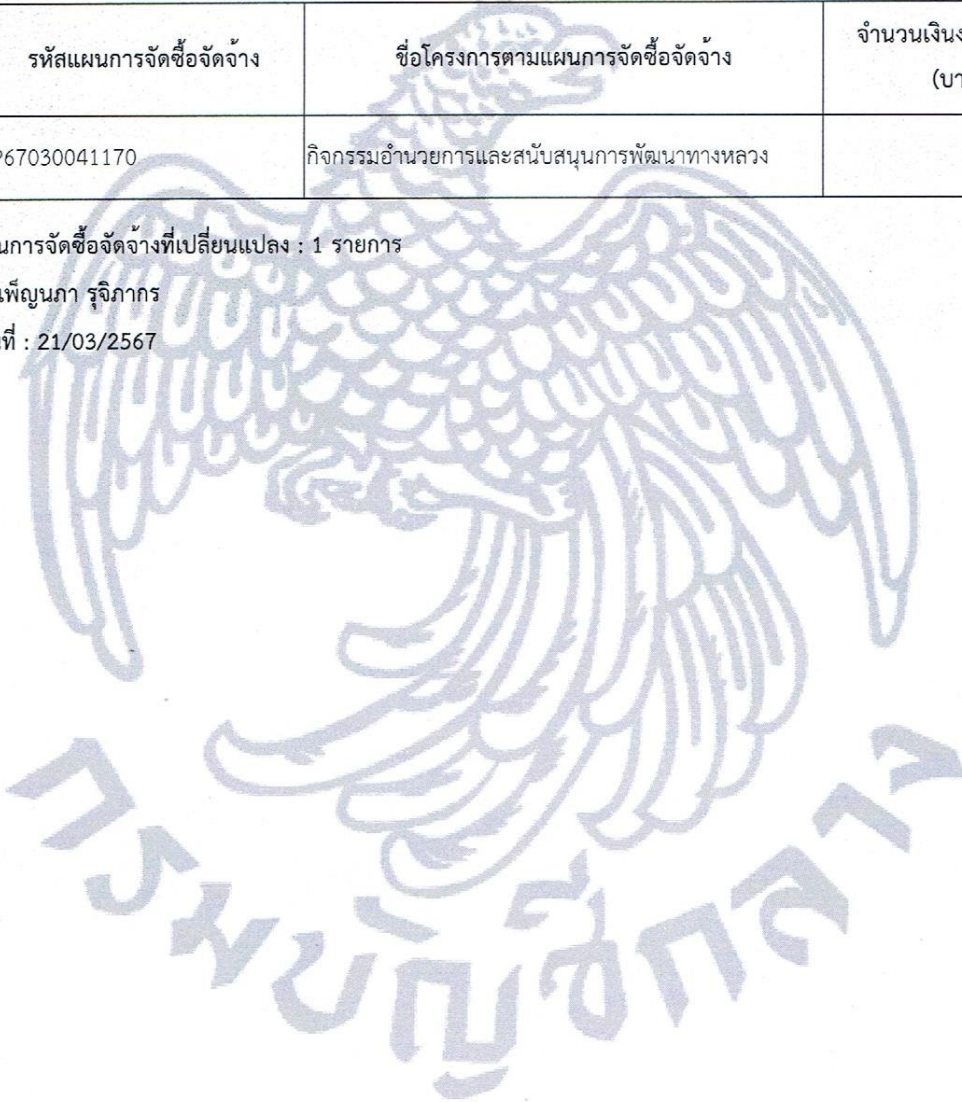 รหัสแผนการจัดซื้อจัดจ้าง ชื่อโครงการตามแผนการจัดซื้อจัดจ้าง จำนวนเงินง
(บา
67030041170 กิจกรรมอำนวยการและสนับสนุนการพัฒนาทางหลวง
นการจัดซื้อจัดจ้างที่เปลี่ยนแปลง : 1 รายการ
เพ็ญนภา รุจิภากร
ที่ : 21/03/2567
กรมบัญชีกลาง